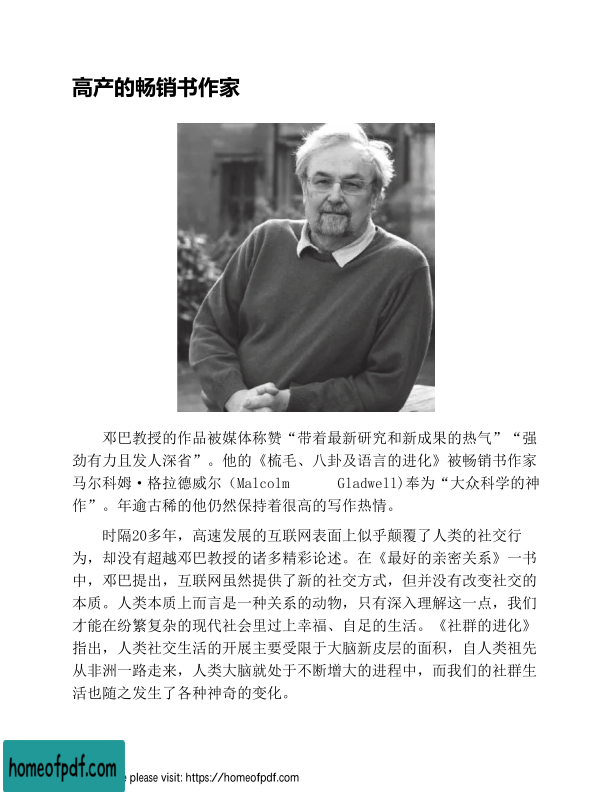 高产的畅销书作家
邓巴教授的作品被媒体称赞“带着最新研究和新成果的热气”“强
劲有力且发人深省”。他的《梳毛、八卦及语言的进化》被畅销书作家
马尔科姆·格拉德威尔（Malcolm Gladwell)奉为“大众科学的神
作”。年逾古稀的他仍然保持着很高的写作热情。
时隔20多年，高速发展的互联网表面上似乎颠覆了人类的社交行
为，却没有超越邓巴教授的诸多精彩论述。在《最好的亲密关系》一书
中，邓巴提出，互联网虽然提供了新的社交方式，但并没有改变社交的
本质。人类本质上而言是一种关系的动物，只有深入理解这一点，我们
才能在纷繁复杂的现代社会里过上幸福、自足的生活。《社群的进化》
指出，人类社交生活的开展主要受限于大脑新皮层的面积，自人类祖先
从非洲一路走来，人类大脑就处于不断增大的进程中，而我们的社群生
活也随之发生了各种神奇的变化。
homeofpdf.com
e please visit: https://homeofpdf.com